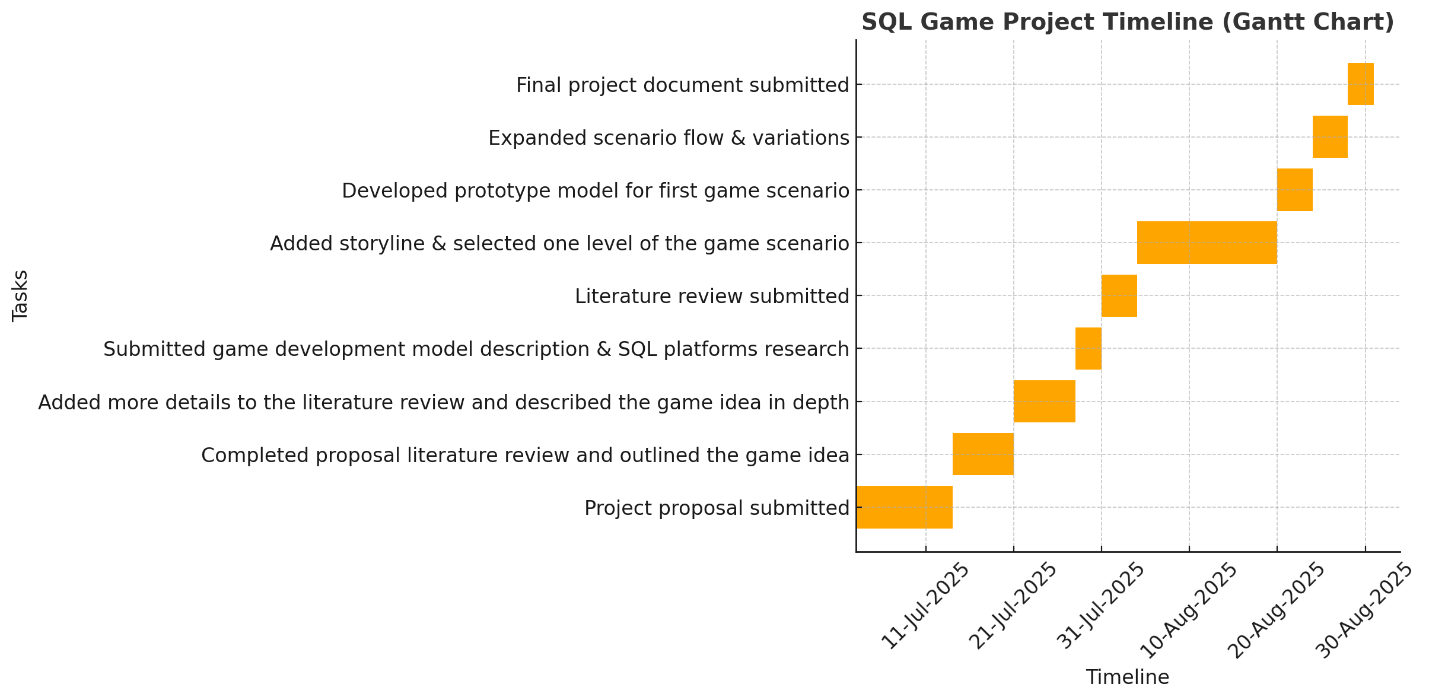 SQL Game Project Timeline (Gantt Chart)
Final project document submitted
Expanded scenario flow & variations
Developed prototype model for first game scenario
Added storyline & selected one level of the game scenario
Literature review submitted
Submitted game development model description & SQL platforms research
Added more details to the literature review and described the game idea in depth
Completed proposal literature review and outlined the game idea
Project proposal submitted
Tasks
11-Jul-2025
21-Jul-2025
31-Jul-2025
10-Aug-2025
20-Aug-2025
30-Aug-2025
Timeline